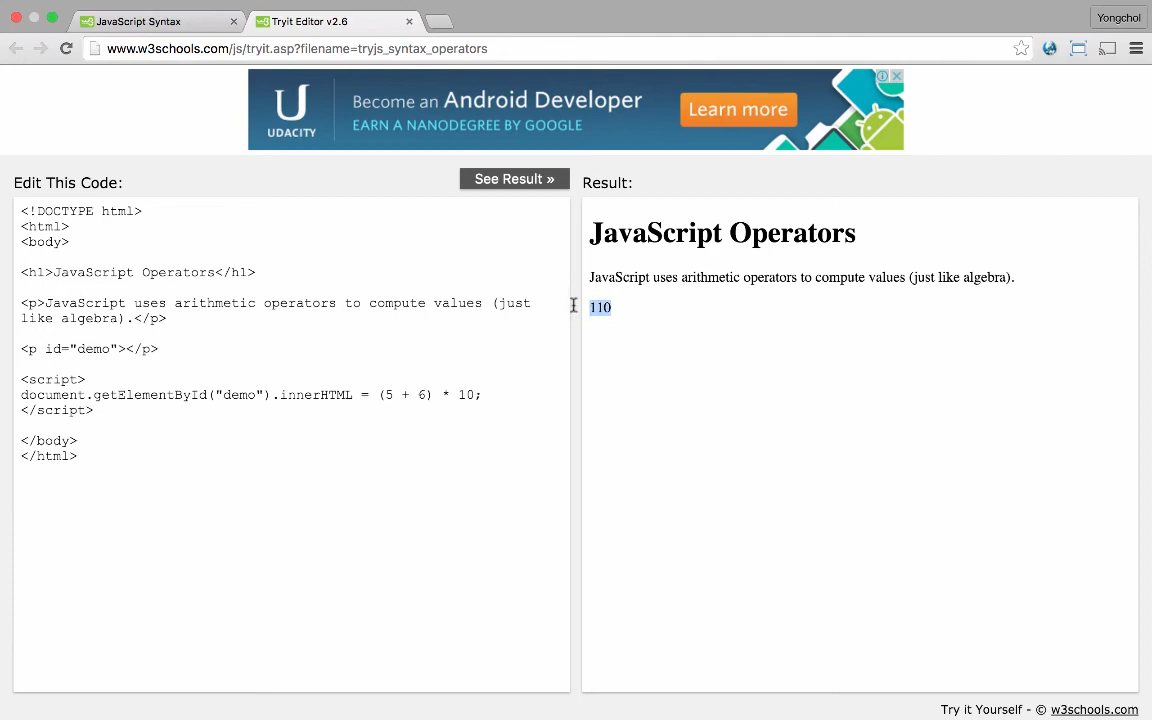 JavaScript Syntax
Tryit Editor v2.6
Yongchol
www.w3schools.com/js/tryit.asp?filename=tryjs_syntax_operators
U
UDACITY
Become an Android Developer
EARN A NANODEGREE BY GOOGLE
Learn more
Edit This Code:
See Result »
Result:
<!DOCTYPE html>
<html>
<body>
<h1>JavaScript Operators</h1>
<p>JavaScript uses arithmetic operators to compute values (just
like algebra).</p>
<p id="demo"></p>
<script>
document.getElementById("demo").innerHTML = (5 + 6) * 10;
</script>
</body>
</html>
JavaScript Operators
JavaScript uses arithmetic operators to compute values (just like algebra).
110
Try it Yourself - © w3schools.com